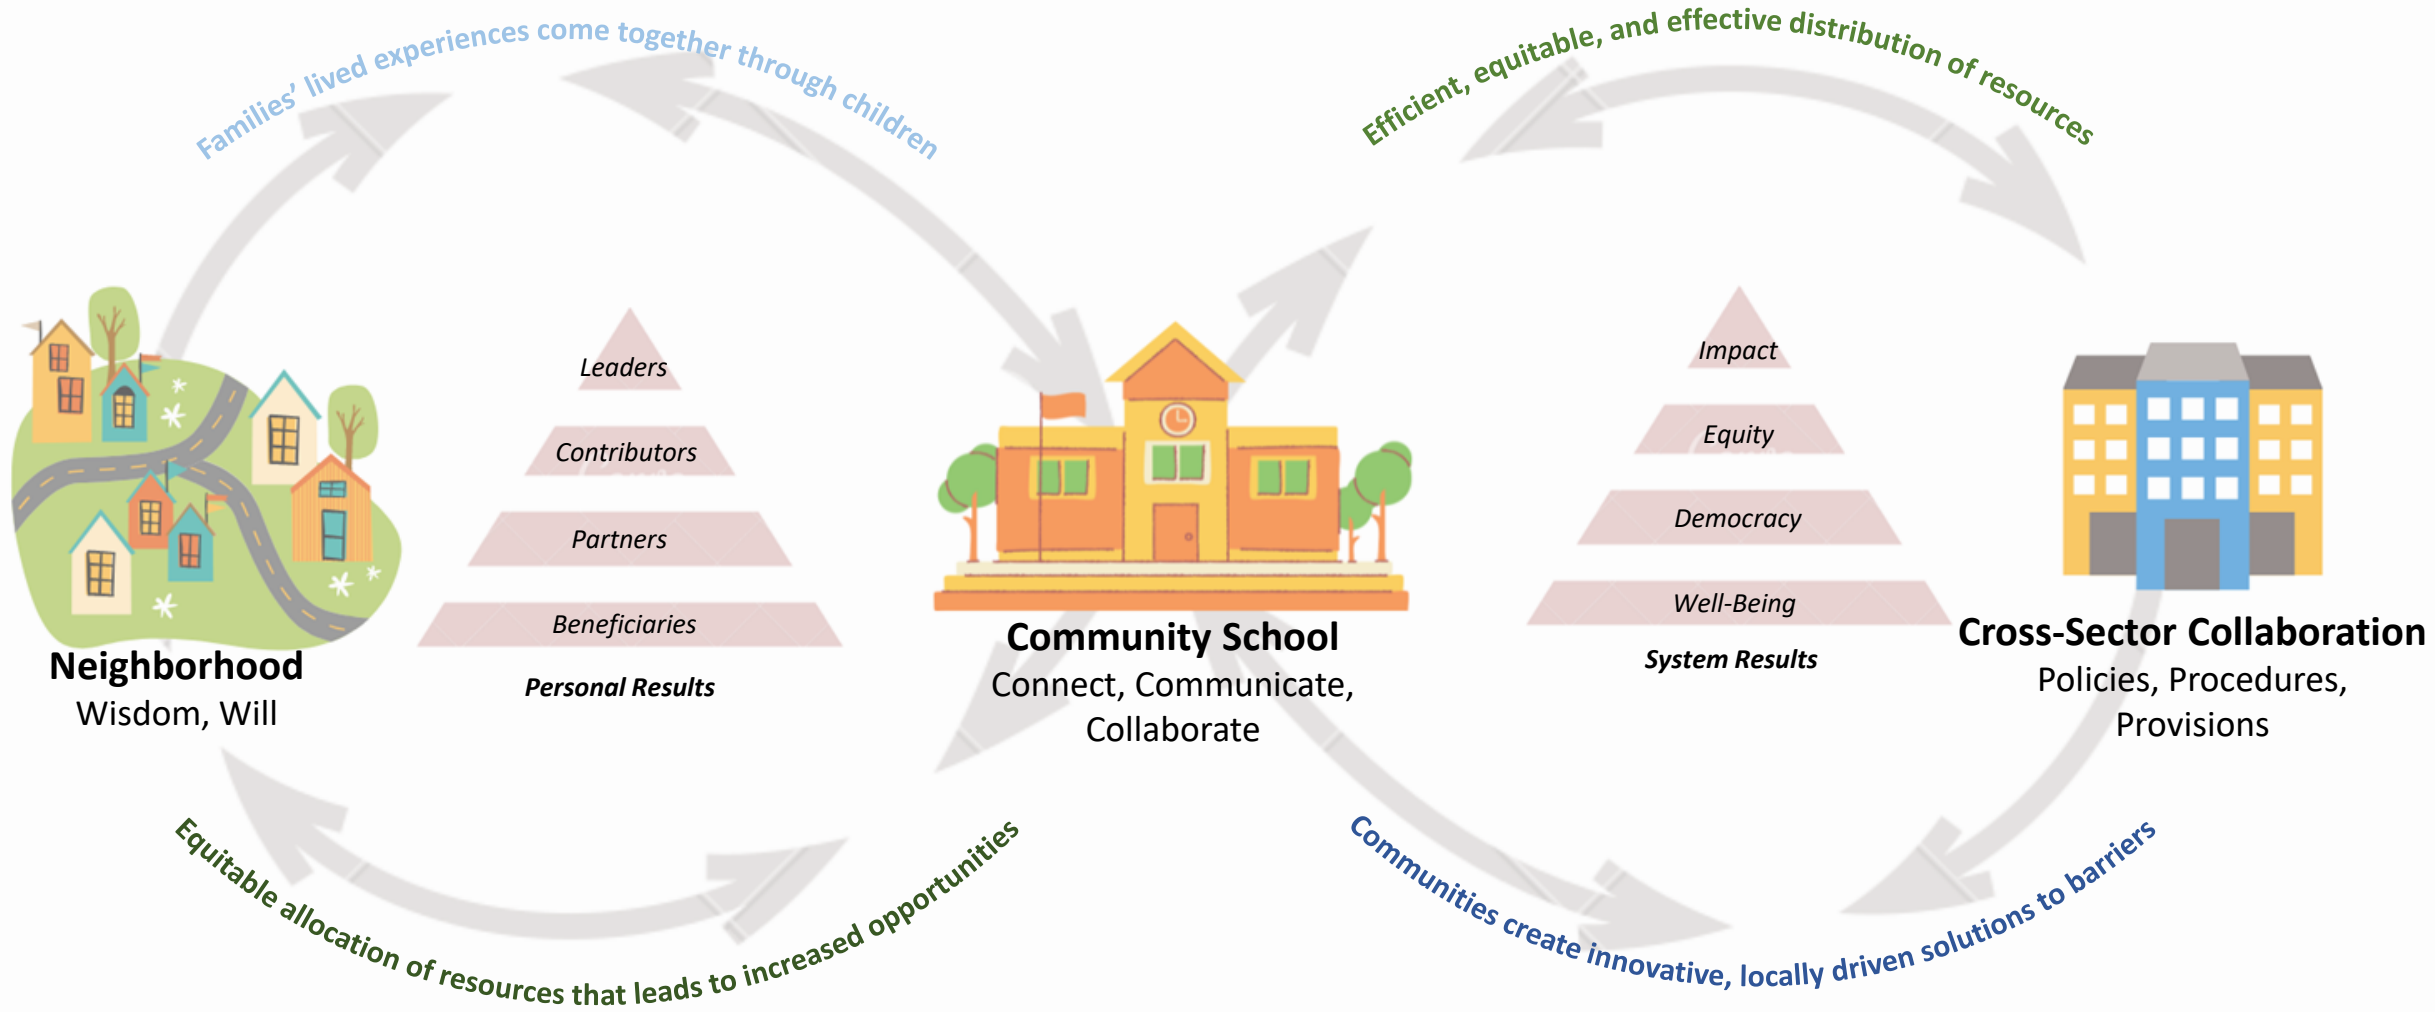 Families' lived experiences come together through children
Efficient, equitable, and effective distribution of resources
Leaders
Contributors
Partners
Beneficiaries
Personal Results
Impact
Equity
Democracy
Well-Being
System Results
Neighborhood
Wisdom, Will
Community School
Connect, Communicate,
Collaborate
Cross-Sector Collaboration
Policies, Procedures,
Provisions
Equitable allocation of resources that leads to increased opportunities
Communities create innovative, locally driven solutions to barriers